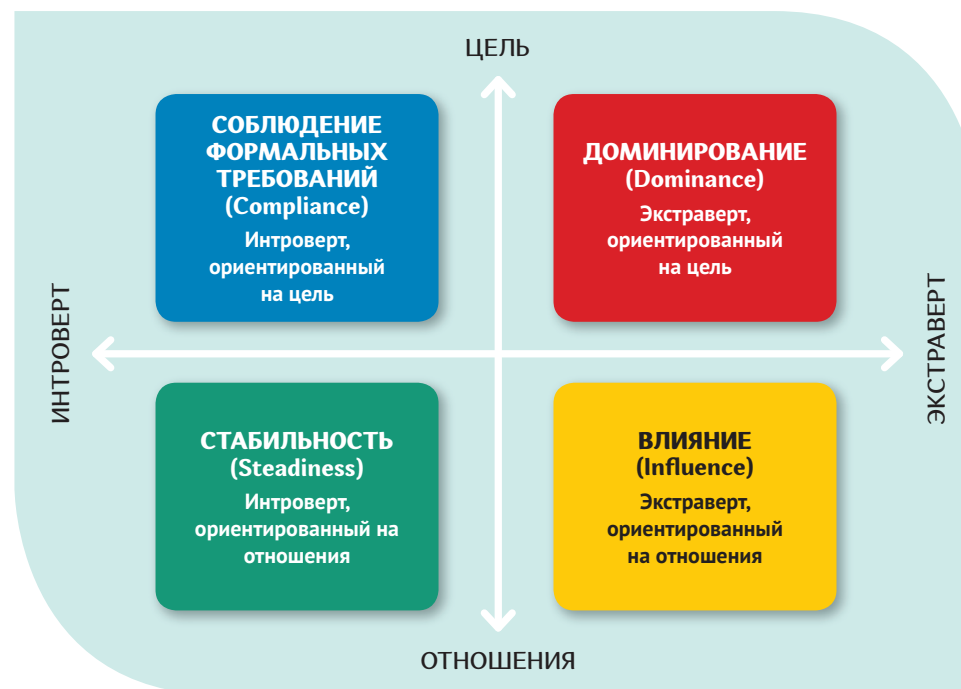 ЦЕЛЬ
СОБЛЮДЕНИЕ
ФОРМАЛЬНЫХ
ТРЕБОВАНИЙ
(Compliance)
Интроверт,
ориентированный
на цель
ДОМИНИРОВАНИЕ
(Dominance)
Экстраверт,
ориентированный
на цель
ИНТРОВЕРТ
ЭКСТРАВЕРТ
СТАБИЛЬНОСТЬ
(Steadiness)
Интроверт,
ориентированный на
отношения
ВЛИЯНИЕ
(Influence)
Экстраверт,
ориентированный
на отношения
ОТНОШЕНИЯ